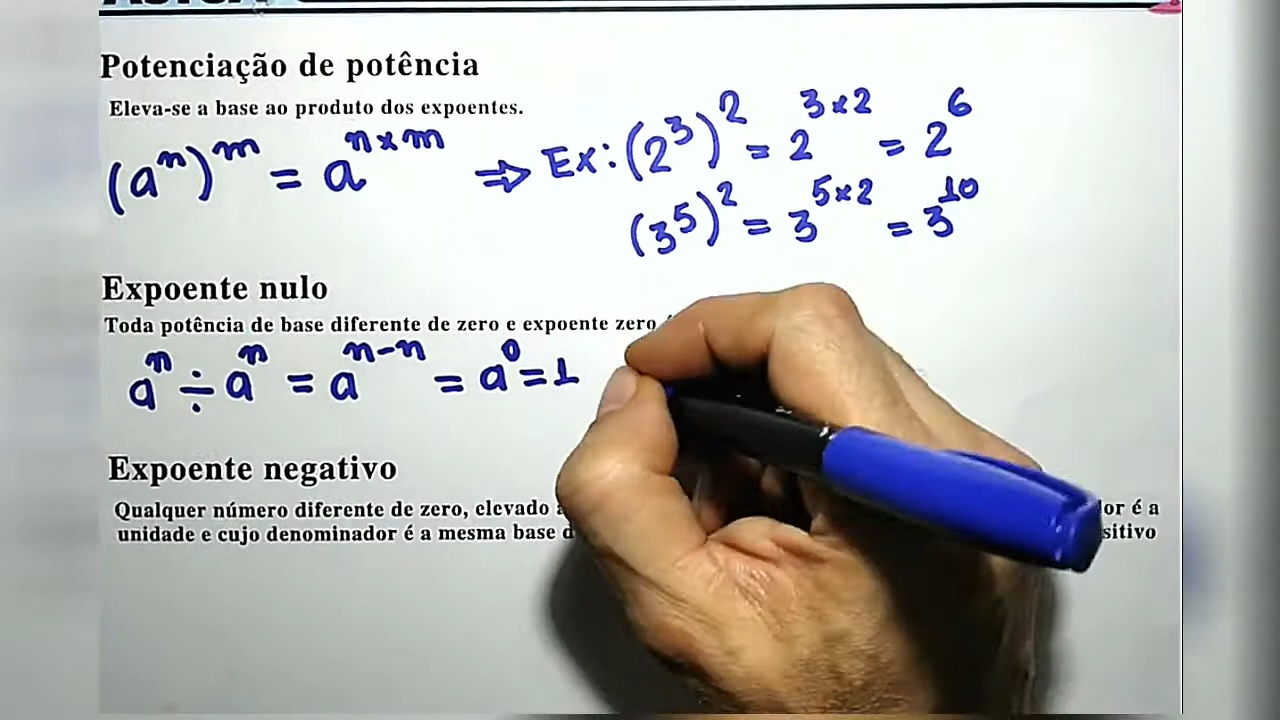 Potenciação de potência
Eleva-se a base ao produto dos expoentes.
(aⁿ)ᵐ = aⁿˣᵐ ⇒ Ex: (2³)² = 2³ˣ² = 2⁶
(3⁵)² = 3⁵ˣ² = 3¹⁰
Expoente nulo
Toda potência de base diferente de zero e expoente zero
aⁿ ÷ aⁿ = aⁿ⁻ⁿ = a⁰ = 1
Expoente negativo
Qualquer número diferente de zero, elevado é a
unidade e cujo denominador é a mesma base